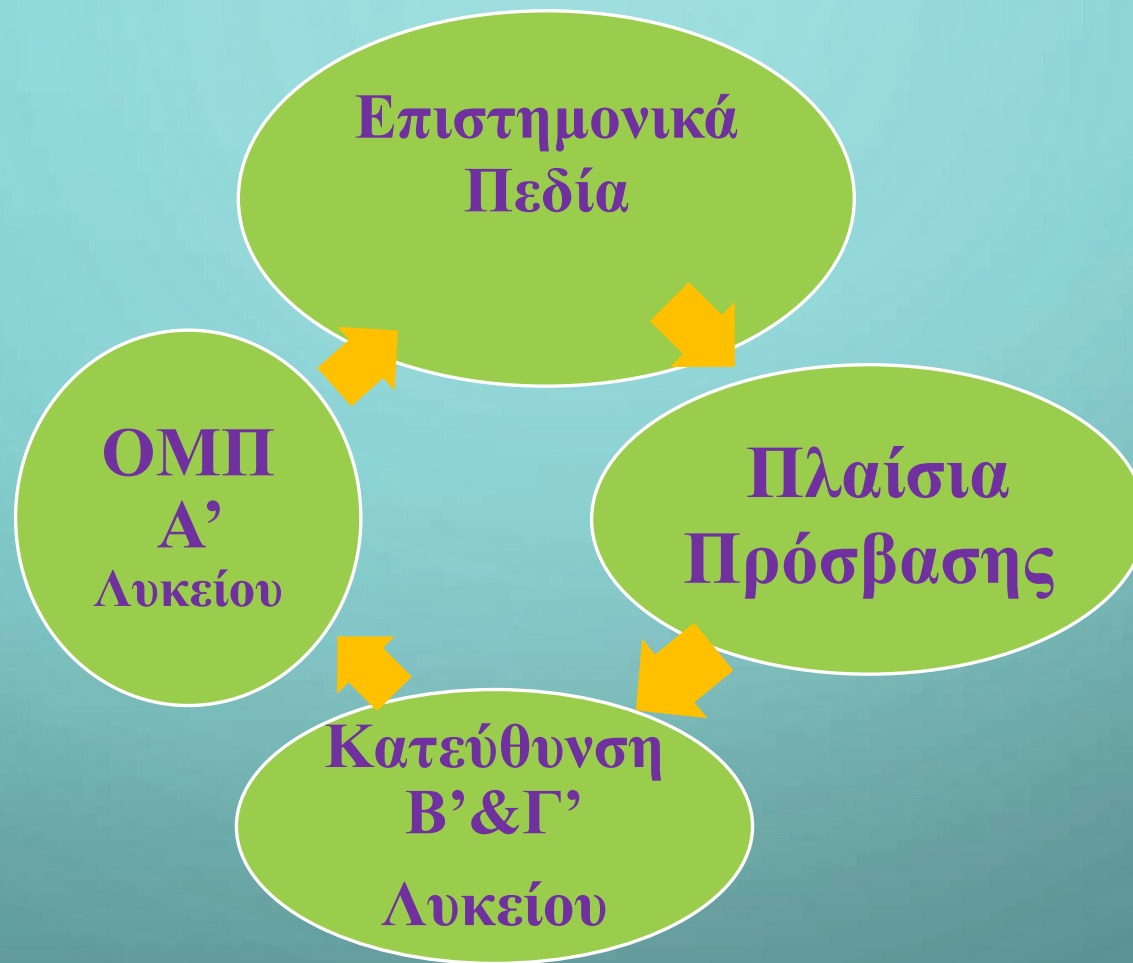 Επιστημονικά
Πεδία
Πλαίσια
Πρόσβασης
Κατεύθυνση
Β’&Γ’
Λυκείου
ΟΜΠ
Α’
Λυκείου